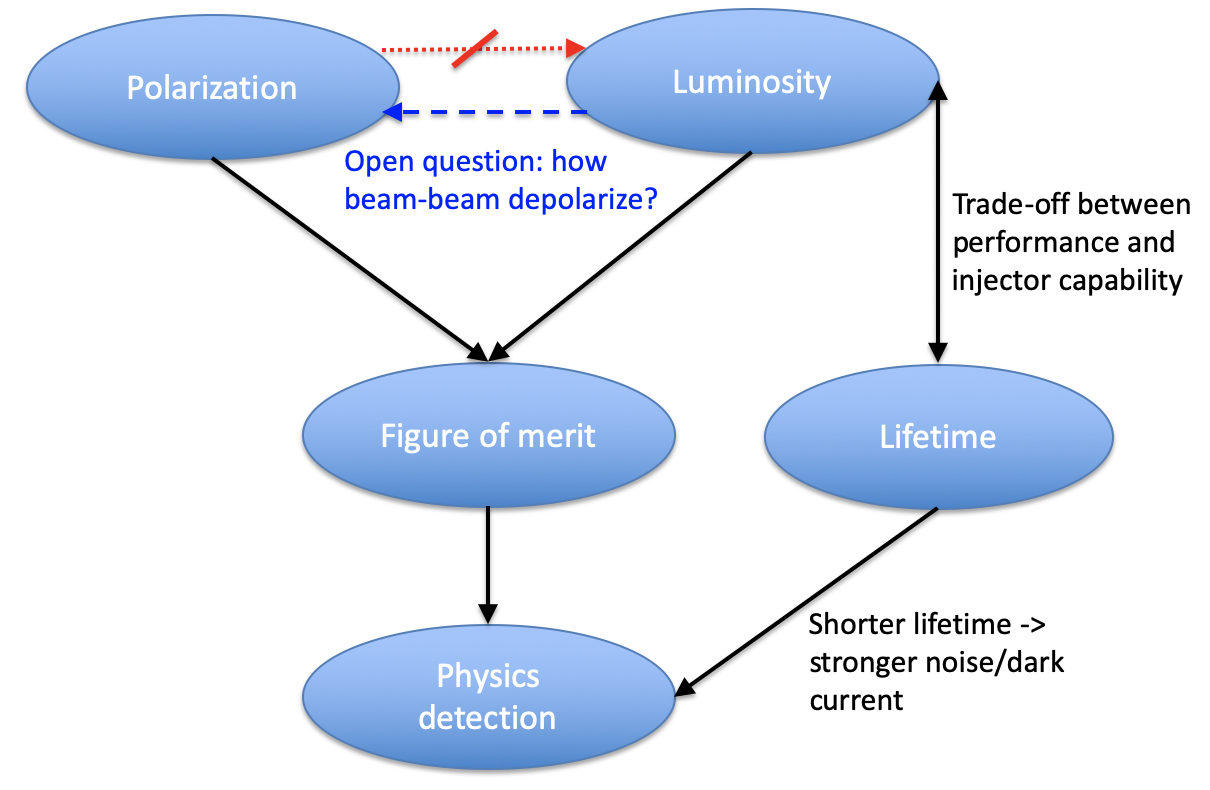 Polarization
Luminosity
Open question: how
beam-beam depolarize?
Trade-off between
performance and
injector capability
Figure of merit
Lifetime
Shorter lifetime ->
stronger noise/dark
current
Physics
detection